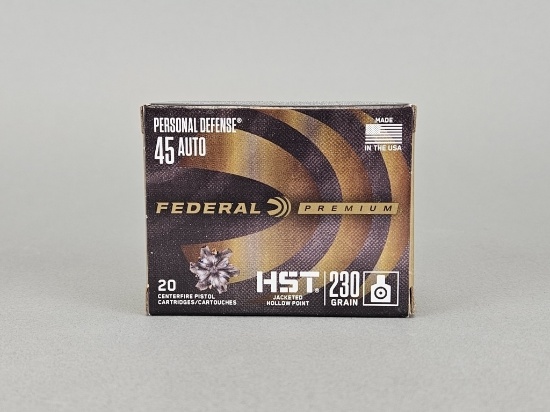 PERSONAL DEFENSE®
45 AUTO
MADE
IN THE USA
FEDERAL PREMIUM
20
CENTERFIRE PISTOL
CARTRIDGES/CARTOUCHES
HST®
JACKETED
HOLLOW POINT
230
GRAIN